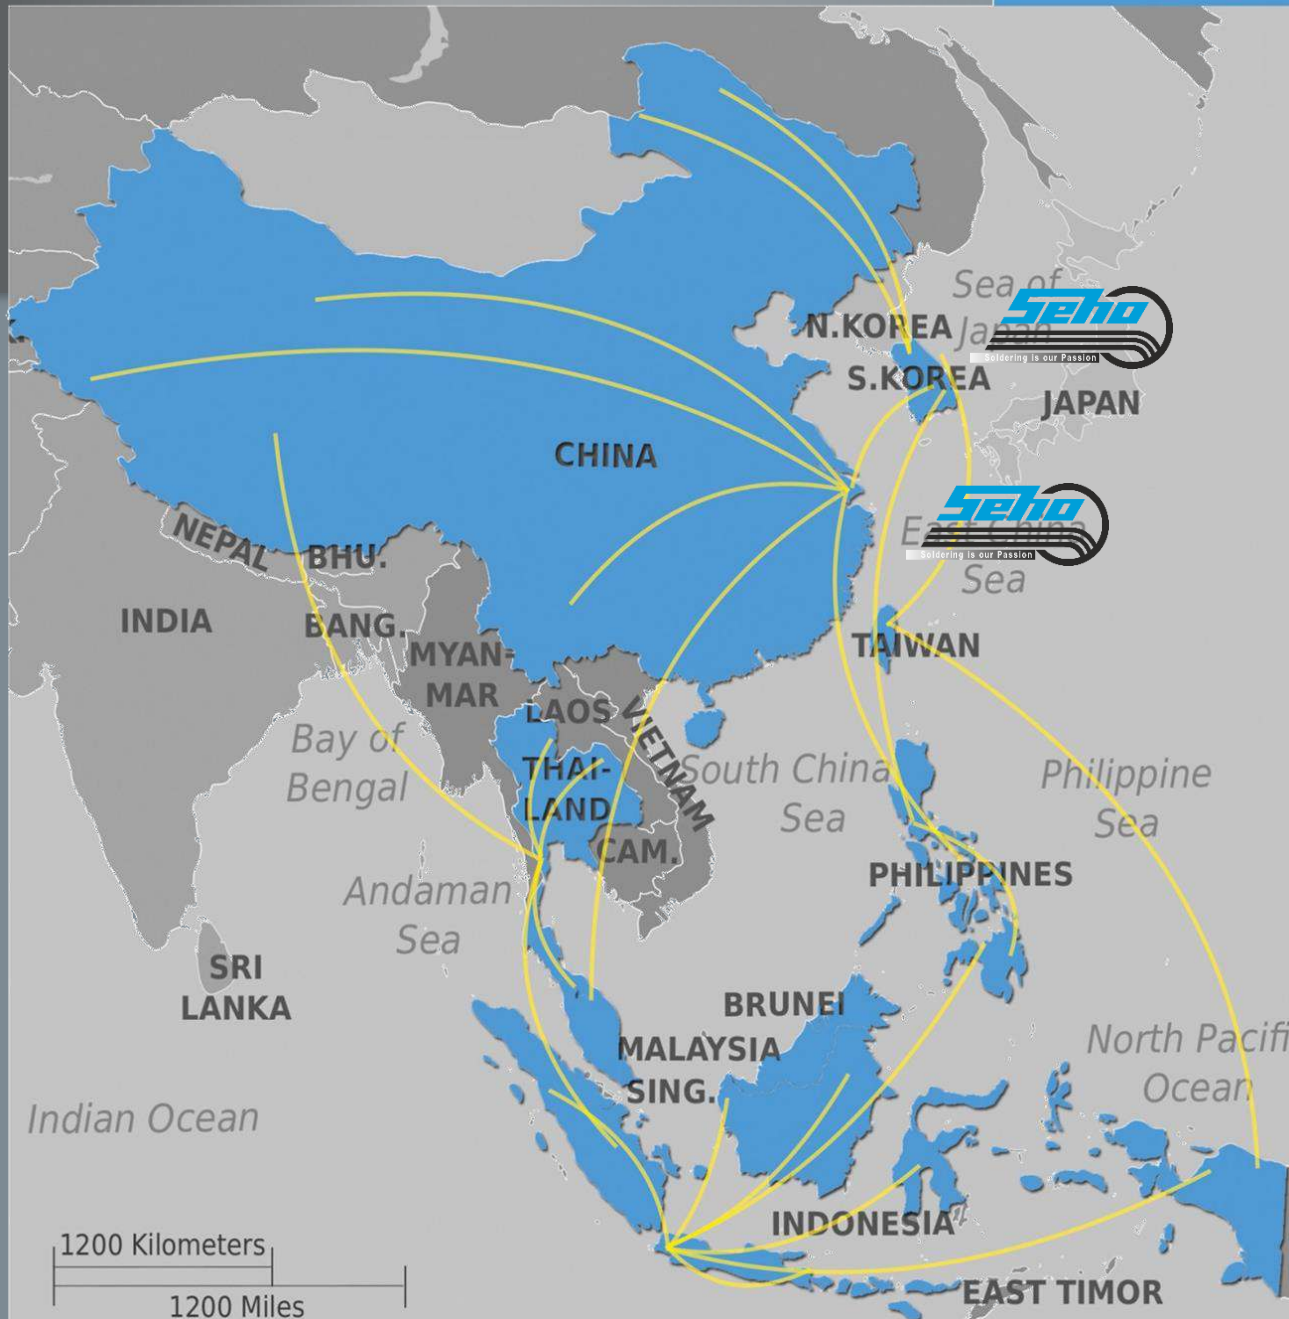 Sea of
Japan
Seho
Soldering is our Passion
N.KOREA
S.KOREA
JAPAN
CHINA
Seho
Soldering is our Passion
East China
Sea
NEPAL
BHU.
INDIA
BANG.
TAIWAN
MYAN-
MAR
LAOS
VIETNAM
Bay of
Bengal
THAI-
LAND
South China
Sea
Philippine
Sea
CAM.
PHILIPPINES
Andaman
Sea
SRI
LANKA
BRUNEI
MALAYSIA
SING.
North Pacifi
Ocean
Indian Ocean
INDONESIA
1200 Kilometers
EAST TIMOR
1200 Miles